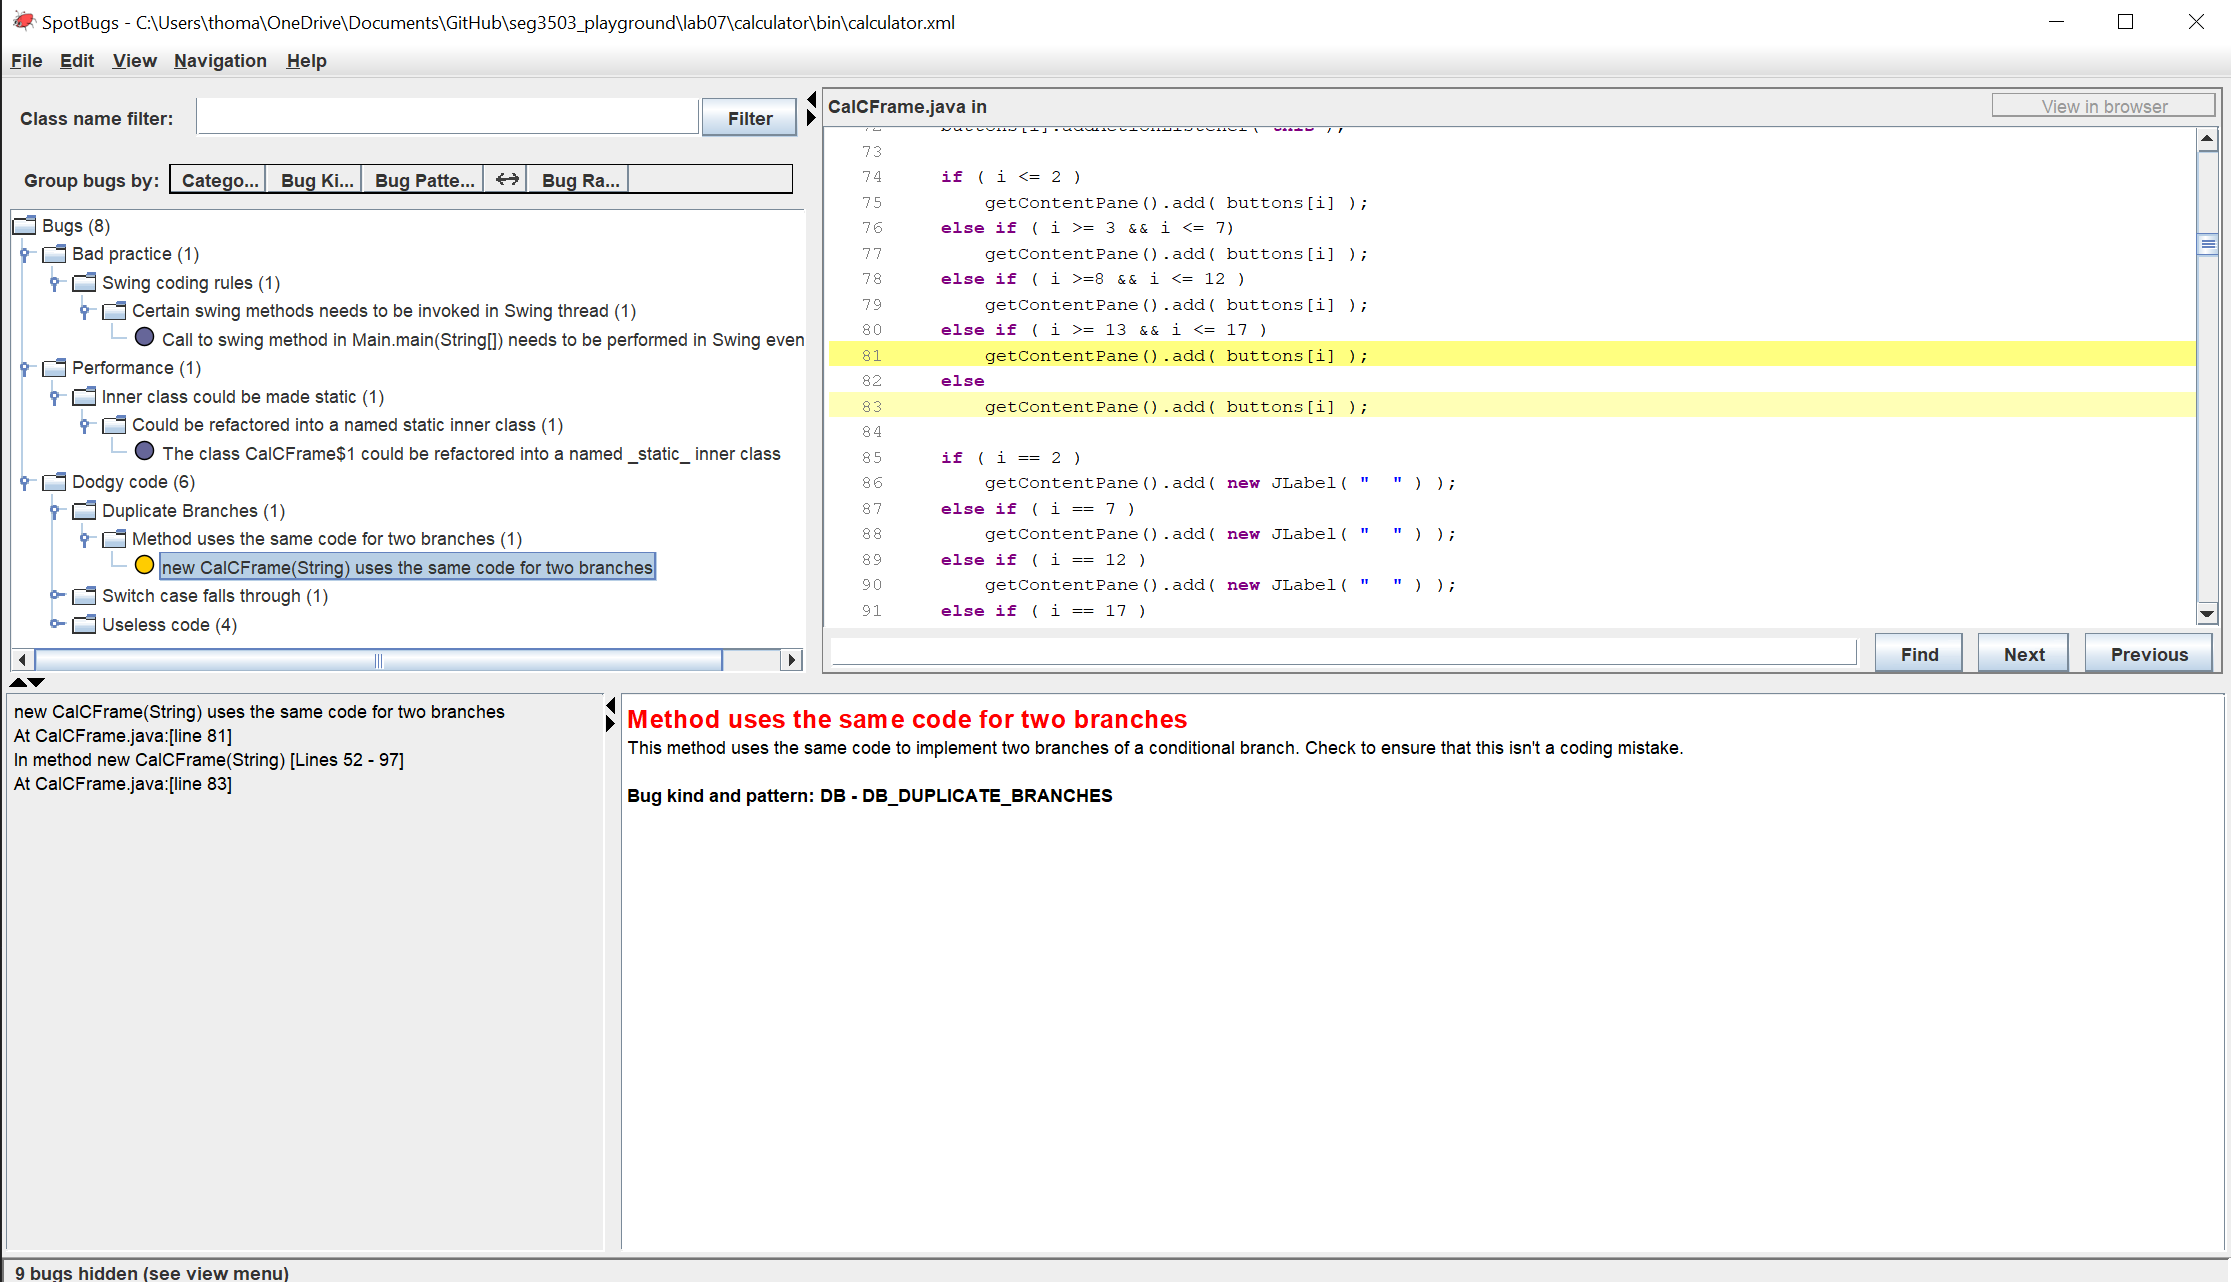 SpotBugs - C:\Users\thoma\OneDrive\Documents\GitHub\seg3503_playground\lab07\calculator\bin\calculator.xml
File Edit View Navigation Help
Class name filter:
Filter
Group bugs by:
Catego... Bug Ki... Bug Patte... Bug Ra...
Bugs (8)
Bad practice (1)
Swing coding rules (1)
Certain swing methods needs to be invoked in Swing thread (1)
Call to swing method in Main.main(String[]) needs to be performed in Swing even
Performance (1)
Inner class could be made static (1)
Could be refactored into a named static inner class (1)
The class CalCFrame$1 could be refactored into a named _static_ inner class
Dodgy code (6)
Duplicate Branches (1)
Method uses the same code for two branches (1)
new CalCFrame(String) uses the same code for two branches
Switch case falls through (1)
Useless code (4)
CalCFrame.java in
View in browser
73
74 if ( i <= 2 )
75 getContentPane().add( buttons[i] );
76 else if ( i >= 3 && i <= 7)
77 getContentPane().add( buttons[i] );
78 else if ( i >=8 && i <= 12 )
79 getContentPane().add( buttons[i] );
80 else if ( i >= 13 && i <= 17 )
81 getContentPane().add( buttons[i] );
82 else
83 getContentPane().add( buttons[i] );
84
85 if ( i == 2 )
86 getContentPane().add( new JLabel( "  " ) );
87 else if ( i == 7 )
88 getContentPane().add( new JLabel( "  " ) );
89 else if ( i == 12 )
90 getContentPane().add( new JLabel( "  " ) );
91 else if ( i == 17 )
Find Next Previous
new CalCFrame(String) uses the same code for two branches
At CalCFrame.java:[line 81]
In method new CalCFrame(String) [Lines 52 - 97]
At CalCFrame.java:[line 83]
Method uses the same code for two branches
This method uses the same code to implement two branches of a conditional branch. Check to ensure that this isn't a coding mistake.
Bug kind and pattern: DB - DB_DUPLICATE_BRANCHES
9 bugs hidden (see view menu)